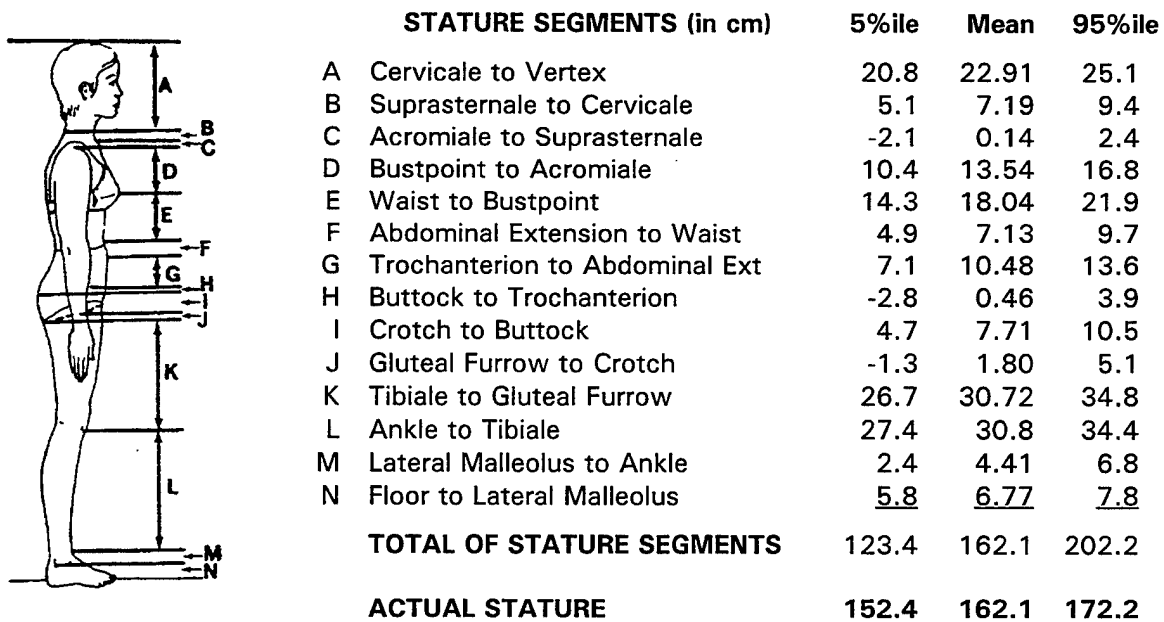 STATURE SEGMENTS (in cm) 5%ile Mean 95%ile
A Cervicale to Vertex 20.8 22.91 25.1
B Suprasternale to Cervicale 5.1 7.19 9.4
C Acromiale to Suprasternale -2.1 0.14 2.4
D Bustpoint to Acromiale 10.4 13.54 16.8
E Waist to Bustpoint 14.3 18.04 21.9
F Abdominal Extension to Waist 4.9 7.13 9.7
G Trochanterion to Abdominal Ext 7.1 10.48 13.6
H Buttock to Trochanterion -2.8 0.46 3.9
I Crotch to Buttock 4.7 7.71 10.5
J Gluteal Furrow to Crotch -1.3 1.80 5.1
K Tibiale to Gluteal Furrow 26.7 30.72 34.8
L Ankle to Tibiale 27.4 30.8 34.4
M Lateral Malleolus to Ankle 2.4 4.41 6.8
N Floor to Lateral Malleolus 5.8 6.77 7.8
TOTAL OF STATURE SEGMENTS 123.4 162.1 202.2
ACTUAL STATURE 152.4 162.1 172.2
A
B
C
D
E
F
G
H
I
J
K
L
M
N